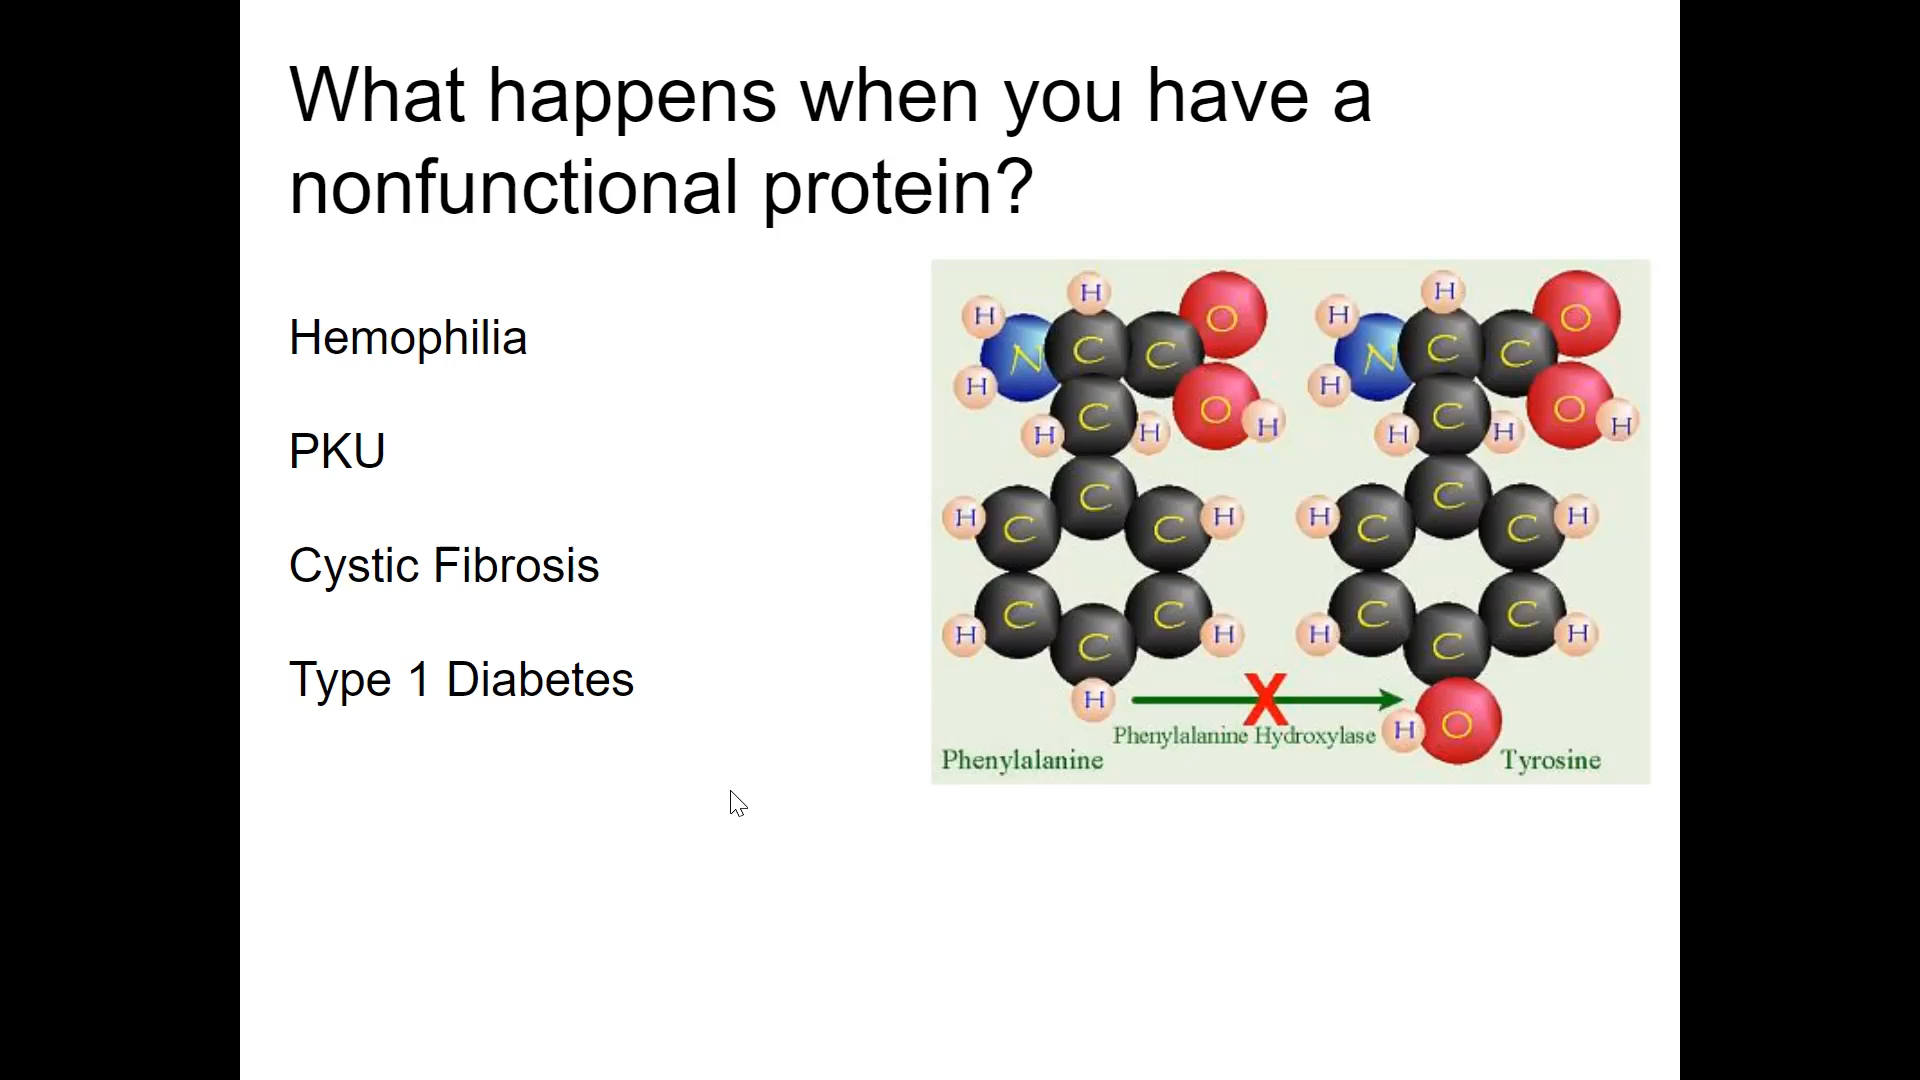 What happens when you have a
nonfunctional protein?
Hemophilia
PKU
Cystic Fibrosis
Type 1 Diabetes
H H O H O
H N C C H N C C
H C O H H C O H
H H H H
C C
H C C H H C C H
H C C H H C C H
C C
H X H O
Phenylalanine Hydroxylase
Phenylalanine Tyrosine